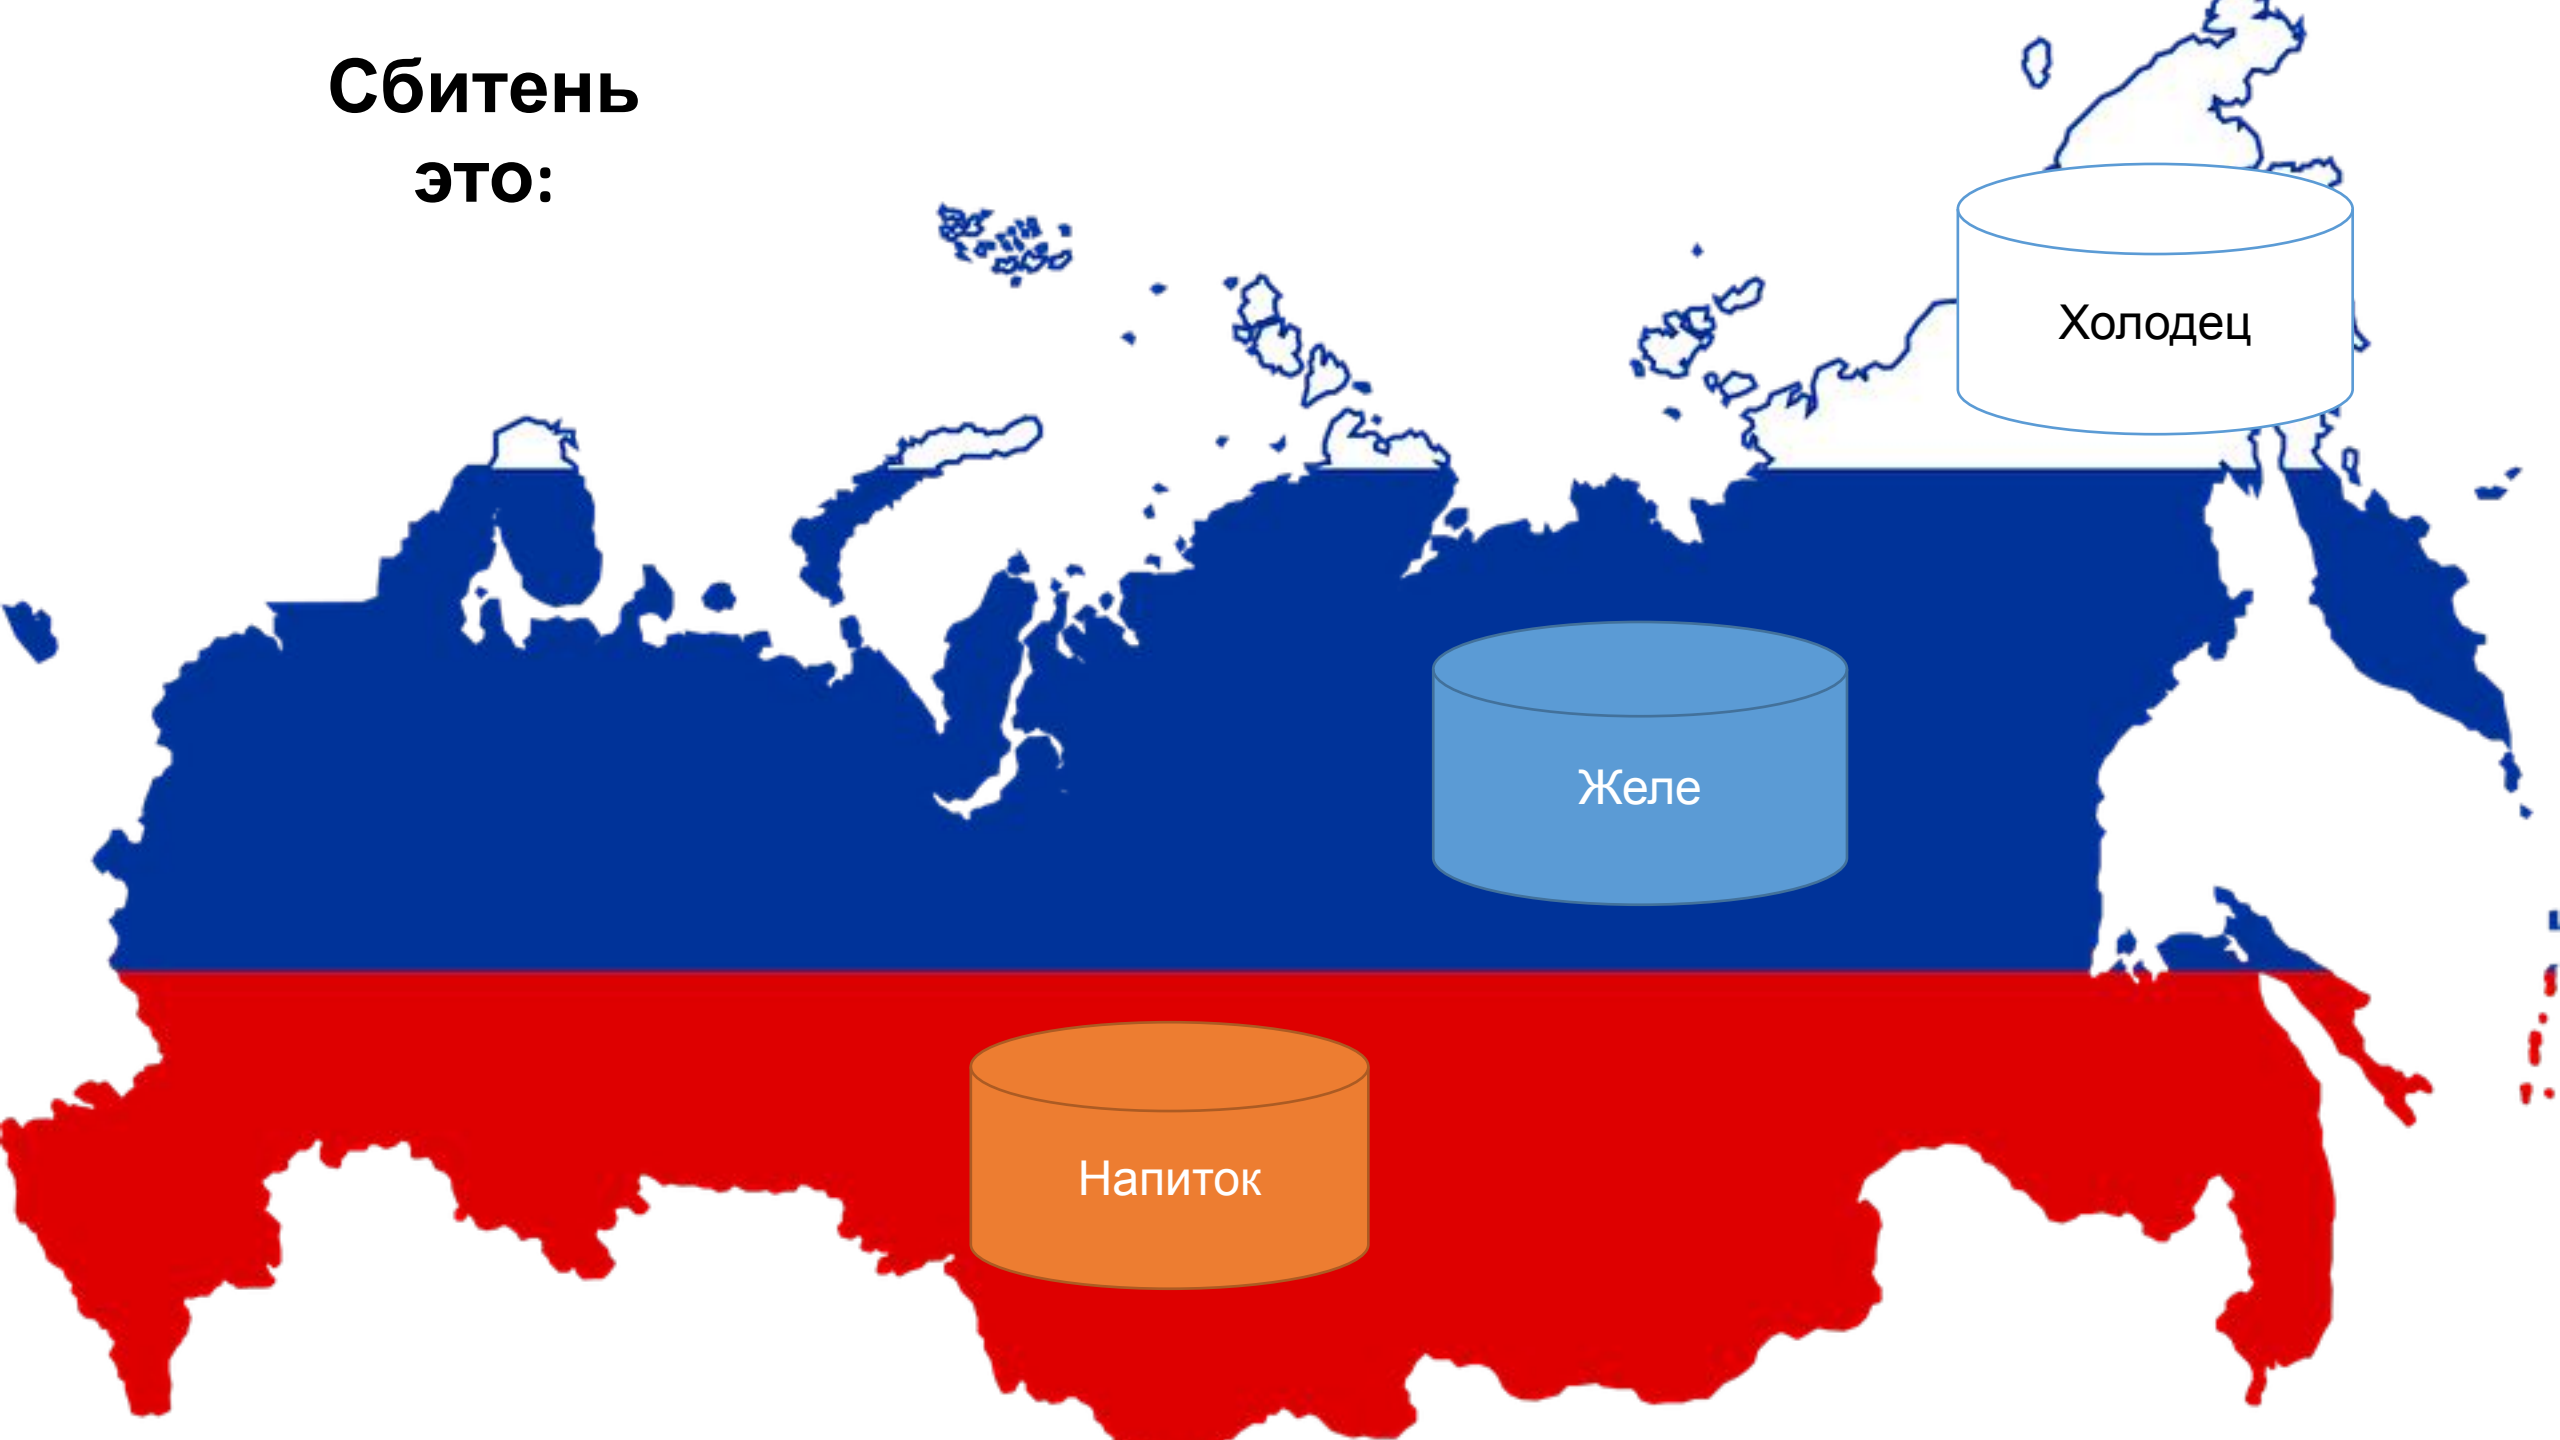 Сбитень
это:
Холодец
Желе
Напиток